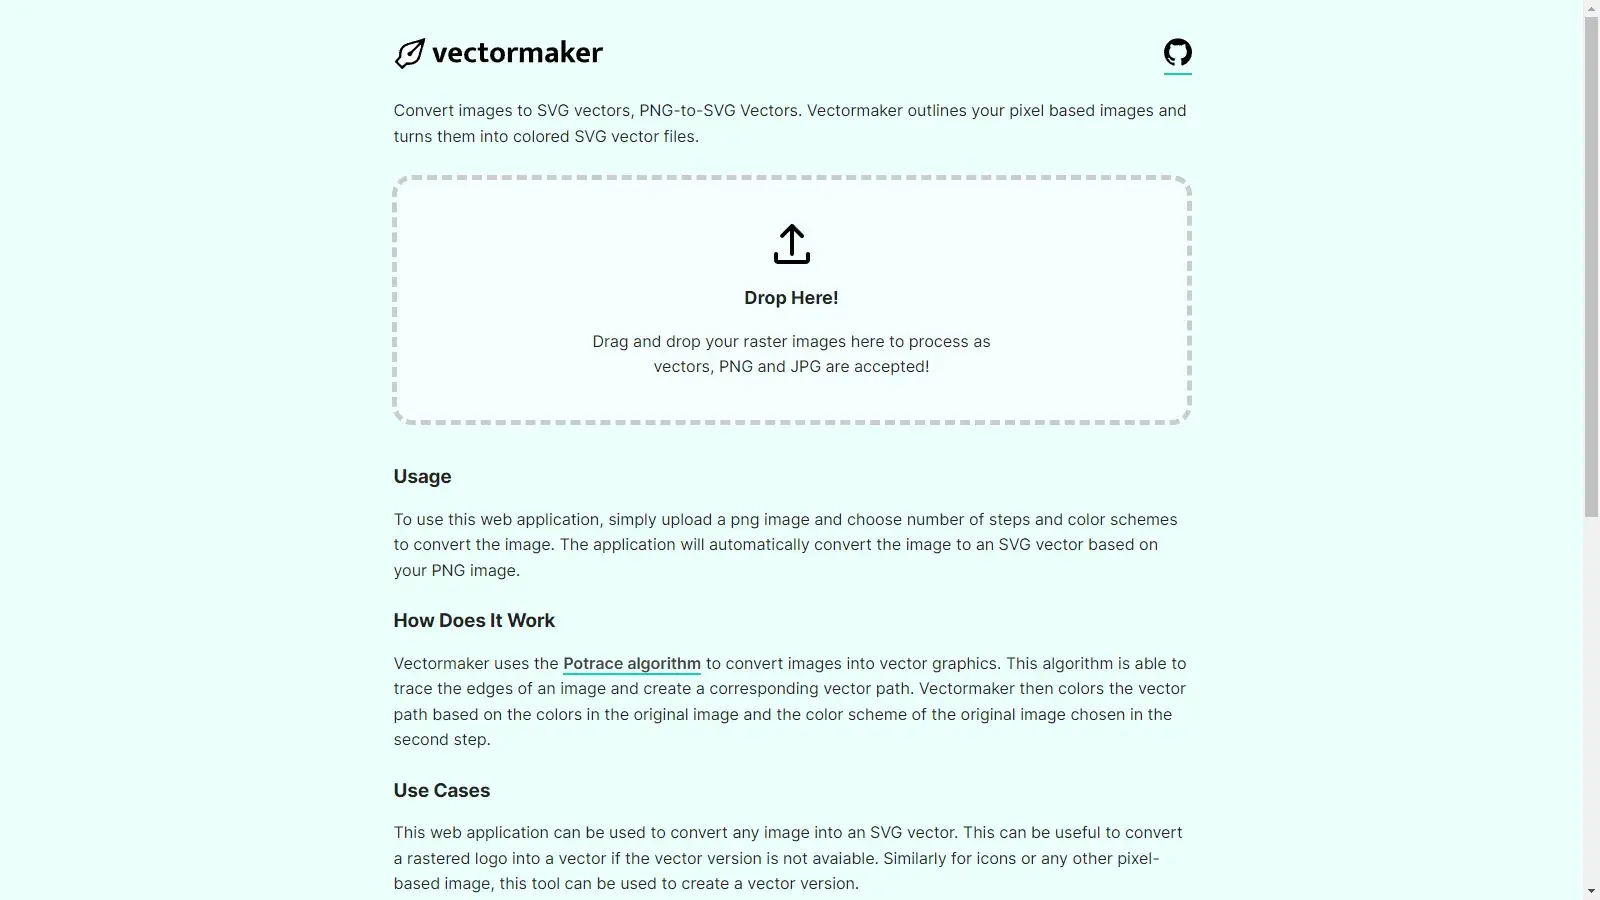 vectormaker
Convert images to SVG vectors, PNG-to-SVG Vectors. Vectormaker outlines your pixel based images and
turns them into colored SVG vector files.
Drop Here!
Drag and drop your raster images here to process as
vectors, PNG and JPG are accepted!
Usage
To use this web application, simply upload a png image and choose number of steps and color schemes
to convert the image. The application will automatically convert the image to an SVG vector based on
your PNG image.
How Does It Work
Vectormaker uses the Potrace algorithm to convert images into vector graphics. This algorithm is able to
trace the edges of an image and create a corresponding vector path. Vectormaker then colors the vector
path based on the colors in the original image and the color scheme of the original image chosen in the
second step.
Use Cases
This web application can be used to convert any image into an SVG vector. This can be useful to convert
a rastered logo into a vector if the vector version is not avaiable. Similarly for icons or any other pixel-
based image, this tool can be used to create a vector version.